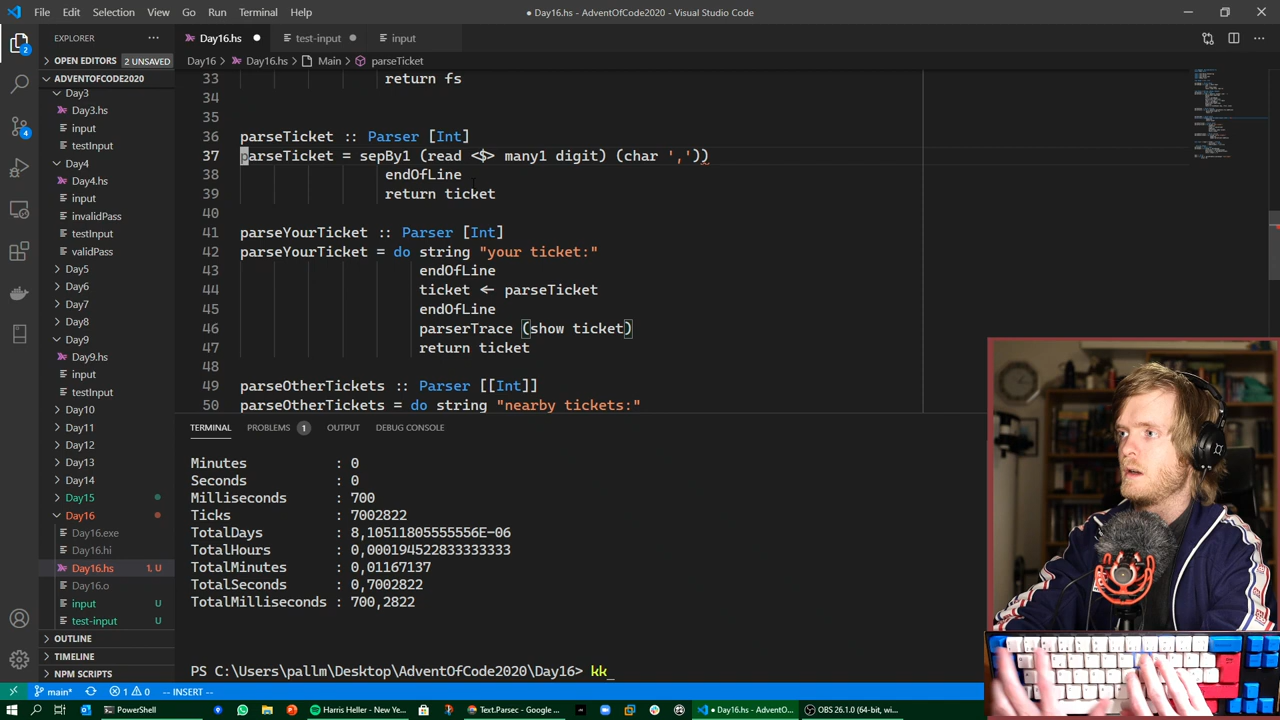 File Edit Selection View Go Run Terminal Help
● Day16.hs - AdventOfCode2020 - Visual Studio Code
EXPLORER
OPEN EDITORS 2 UNSAVED
ADVENTOFCODE2020
Day3
Day3.hs
input
testInput
Day4
Day4.hs
input
invalidPass
testInput
validPass
Day5
Day6
Day7
Day8
Day9
Day9.hs
input
testInput
Day10
Day11
Day12
Day13
Day14
Day15
Day16
Day16.exe
Day16.hi
Day16.hs 1, U
Day16.o
input U
test-input U
OUTLINE
TIMELINE
NPM SCRIPTS
2
4
Day16.hs test-input input
Day16 > Day16.hs > Main > parseTicket
33 return fs
34
35
36 parseTicket :: Parser [Int]
37 parseTicket = sepBy1 (read <$> many1 digit) (char ','))
38 endOfLine
39 return ticket
40
41 parseYourTicket :: Parser [Int]
42 parseYourTicket = do string "your ticket:"
43 endOfLine
44 ticket ← parseTicket
45 endOfLine
46 parserTrace (show ticket)
47 return ticket
48
49 parseOtherTickets :: Parser [[Int]]
50 parseOtherTickets = do string "nearby tickets:"
TERMINAL PROBLEMS 1 OUTPUT DEBUG CONSOLE
Minutes : 0
Seconds : 0
Milliseconds : 700
Ticks : 7002822
TotalDays : 8,10511805555556E-06
TotalHours : 0,000194522833333333
TotalMinutes : 0,01167137
TotalSeconds : 0,7002822
TotalMilliseconds : 700,2822
PS C:\Users\pallm\Desktop\AdventOfCode2020\Day16> kk_
main* 1 0 -- INSERT --
PowerShell
Harris Heller - New Ye...
Text.Parsec - Google ...
● Day16.hs - AdventO...
OBS 26.1.0 (64-bit, w...